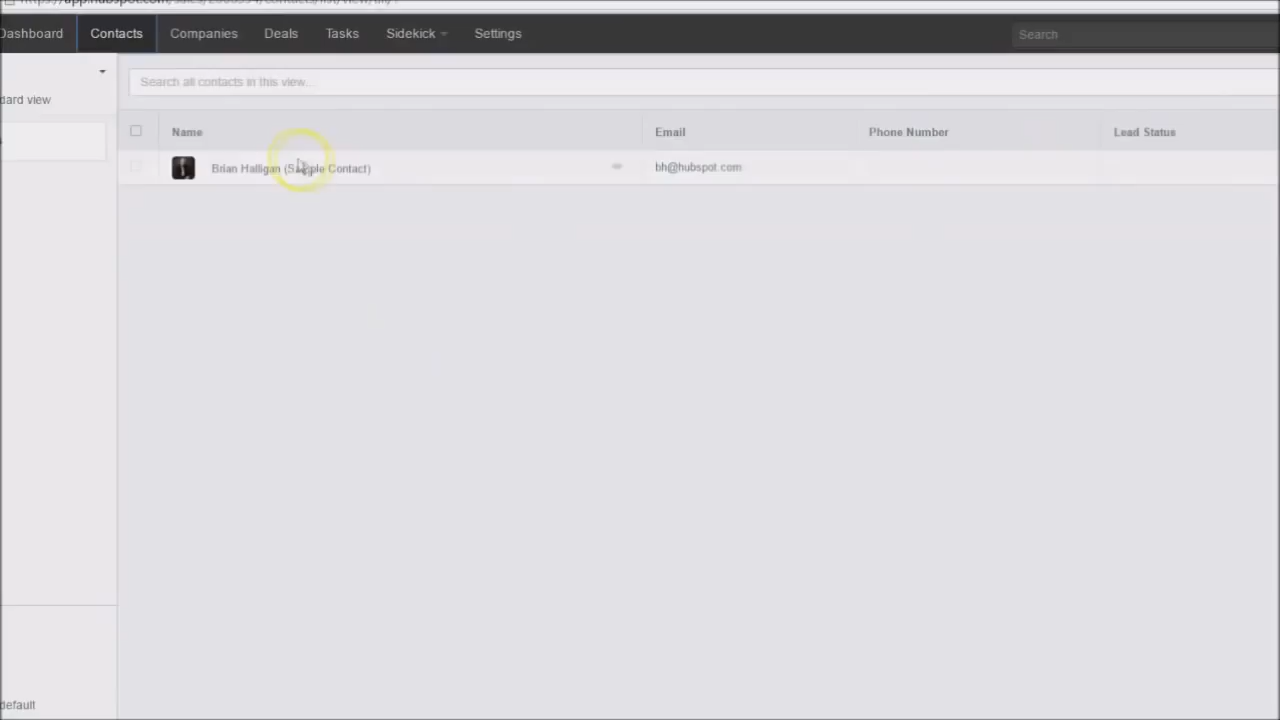 Dashboard Contacts Companies Deals Tasks Sidekick Settings Search
Search all contacts in this view...
dard view
Name Email Phone Number Lead Status
Brian Halligan (Sample Contact) bh@hubspot.com
default